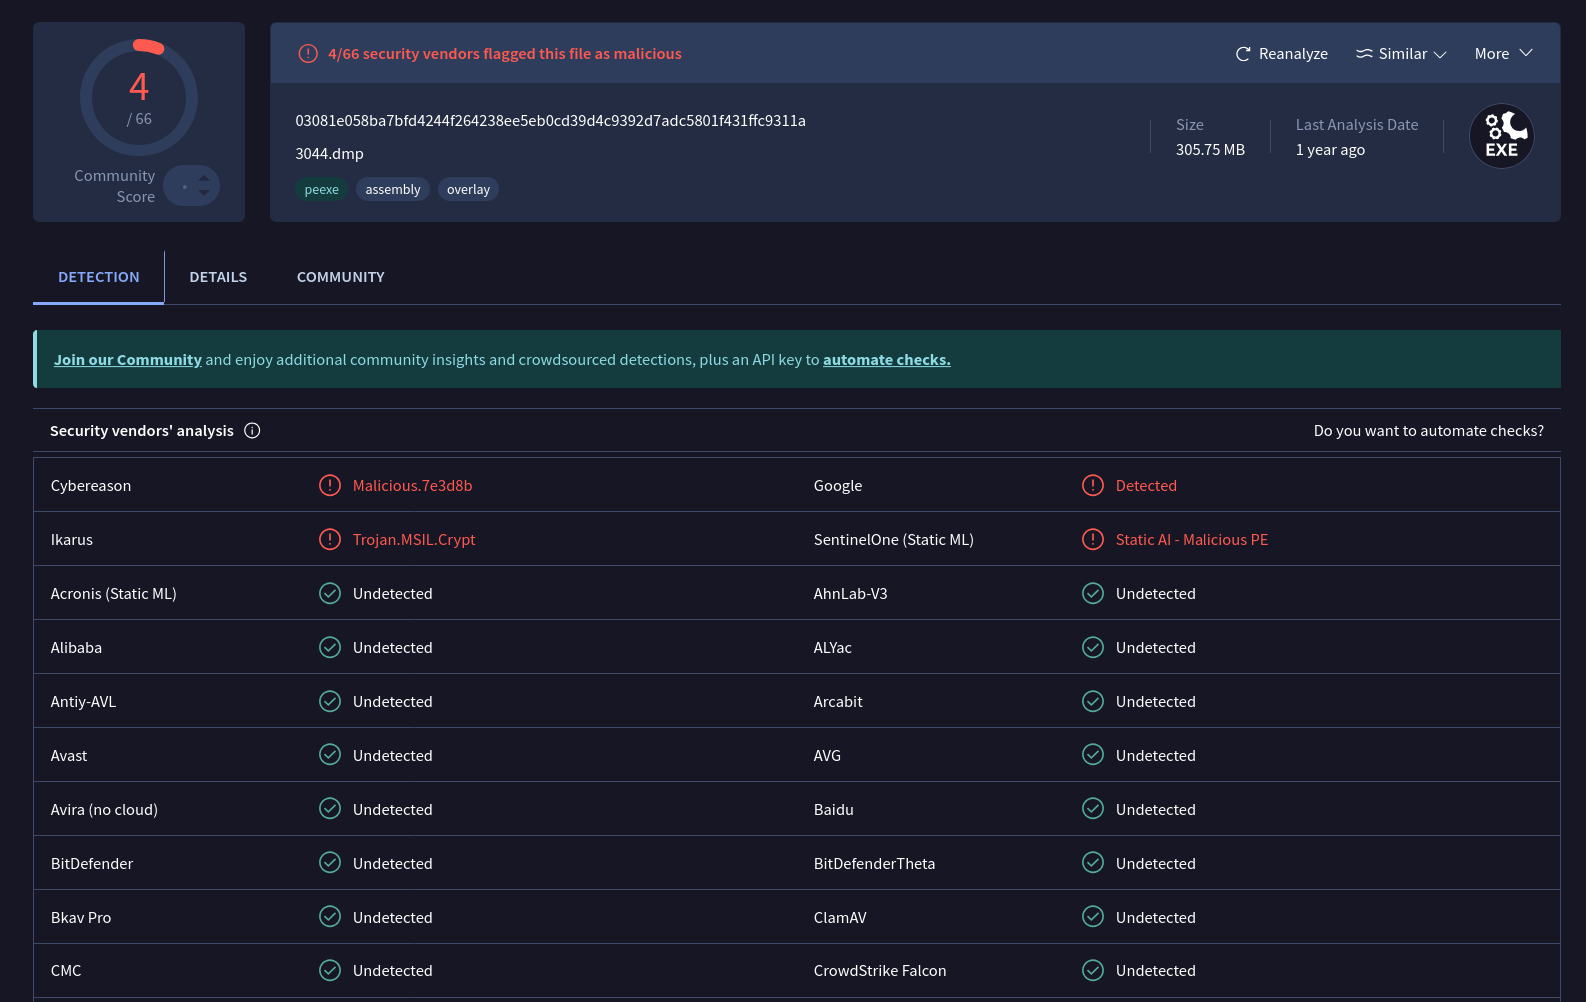 4
/ 66
Community
Score
4/66 security vendors flagged this file as malicious
Reanalyze
Similar
More
03081e058ba7bfd4244f264238ee5eb0cd39d4c9392d7adc5801f431ffc9311a
3044.dmp
peexe
assembly
overlay
Size
305.75 MB
Last Analysis Date
1 year ago
EXE
DETECTION
DETAILS
COMMUNITY
Join our Community and enjoy additional community insights and crowdsourced detections, plus an API key to automate checks.
Security vendors' analysis
Do you want to automate checks?
Cybereason Malicious.7e3d8b Google Detected
Ikarus Trojan.MSIL.Crypt SentinelOne (Static ML) Static AI - Malicious PE
Acronis (Static ML) Undetected AhnLab-V3 Undetected
Alibaba Undetected ALYac Undetected
Antiy-AVL Undetected Arcabit Undetected
Avast Undetected AVG Undetected
Avira (no cloud) Undetected Baidu Undetected
BitDefender Undetected BitDefenderTheta Undetected
Bkav Pro Undetected ClamAV Undetected
CMC Undetected CrowdStrike Falcon Undetected